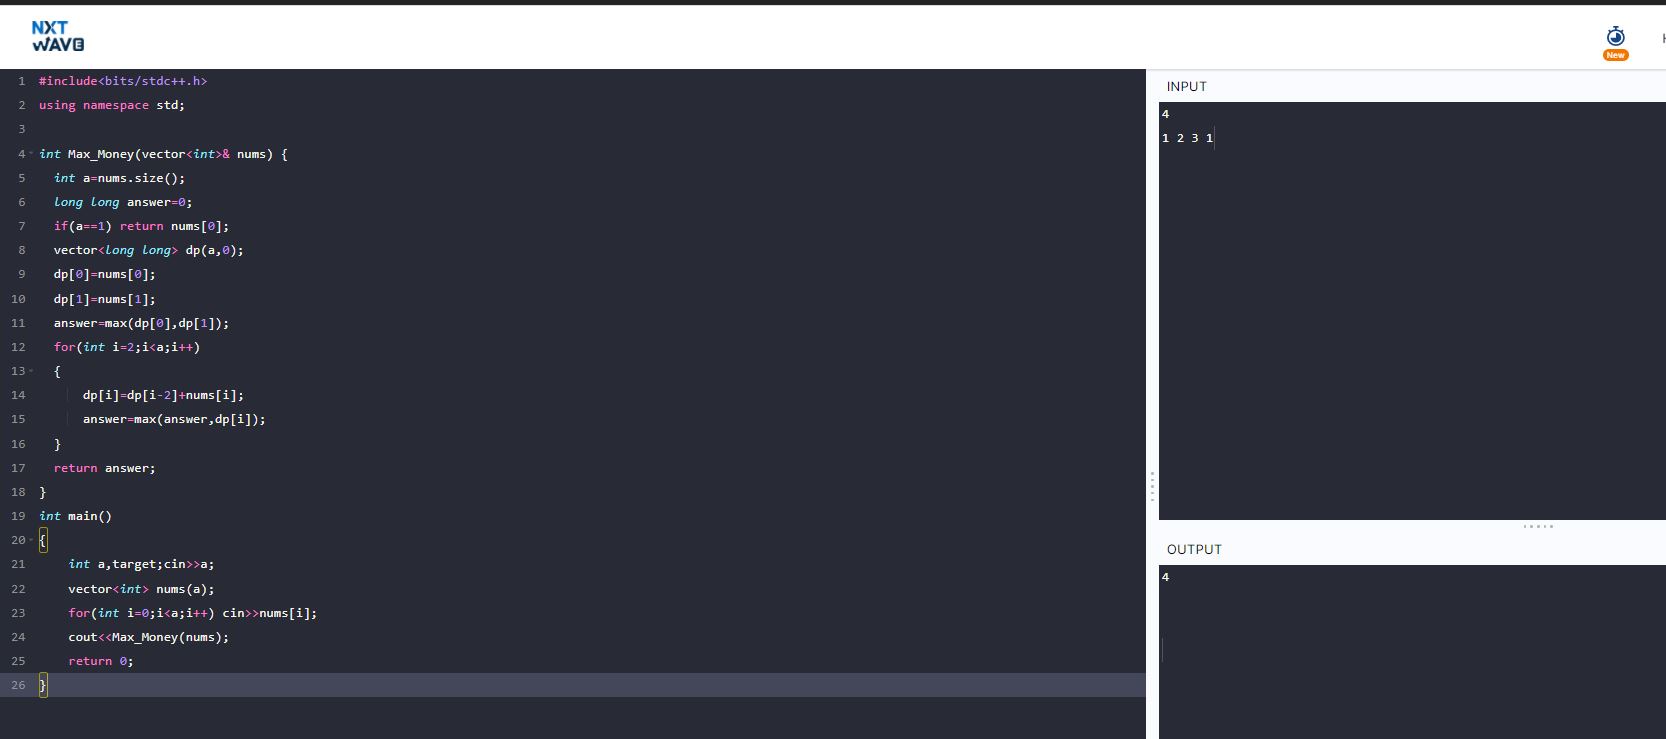 NXT
WAVE
New
1 #include<bits/stdc++.h>
2 using namespace std;
3
4 int Max_Money(vector<int>& nums) {
5 int a=nums.size();
6 long long answer=0;
7 if(a==1) return nums[0];
8 vector<long long> dp(a,0);
9 dp[0]=nums[0];
10 dp[1]=nums[1];
11 answer=max(dp[0],dp[1]);
12 for(int i=2;i<a;i++)
13 {
14 dp[i]=dp[i-2]+nums[i];
15 answer=max(answer,dp[i]);
16 }
17 return answer;
18 }
19 int main()
20 {
21 int a,target;cin>>a;
22 vector<int> nums(a);
23 for(int i=0;i<a;i++) cin>>nums[i];
24 cout<<Max_Money(nums);
25 return 0;
26 }
INPUT
4
1 2 3 1
OUTPUT
4